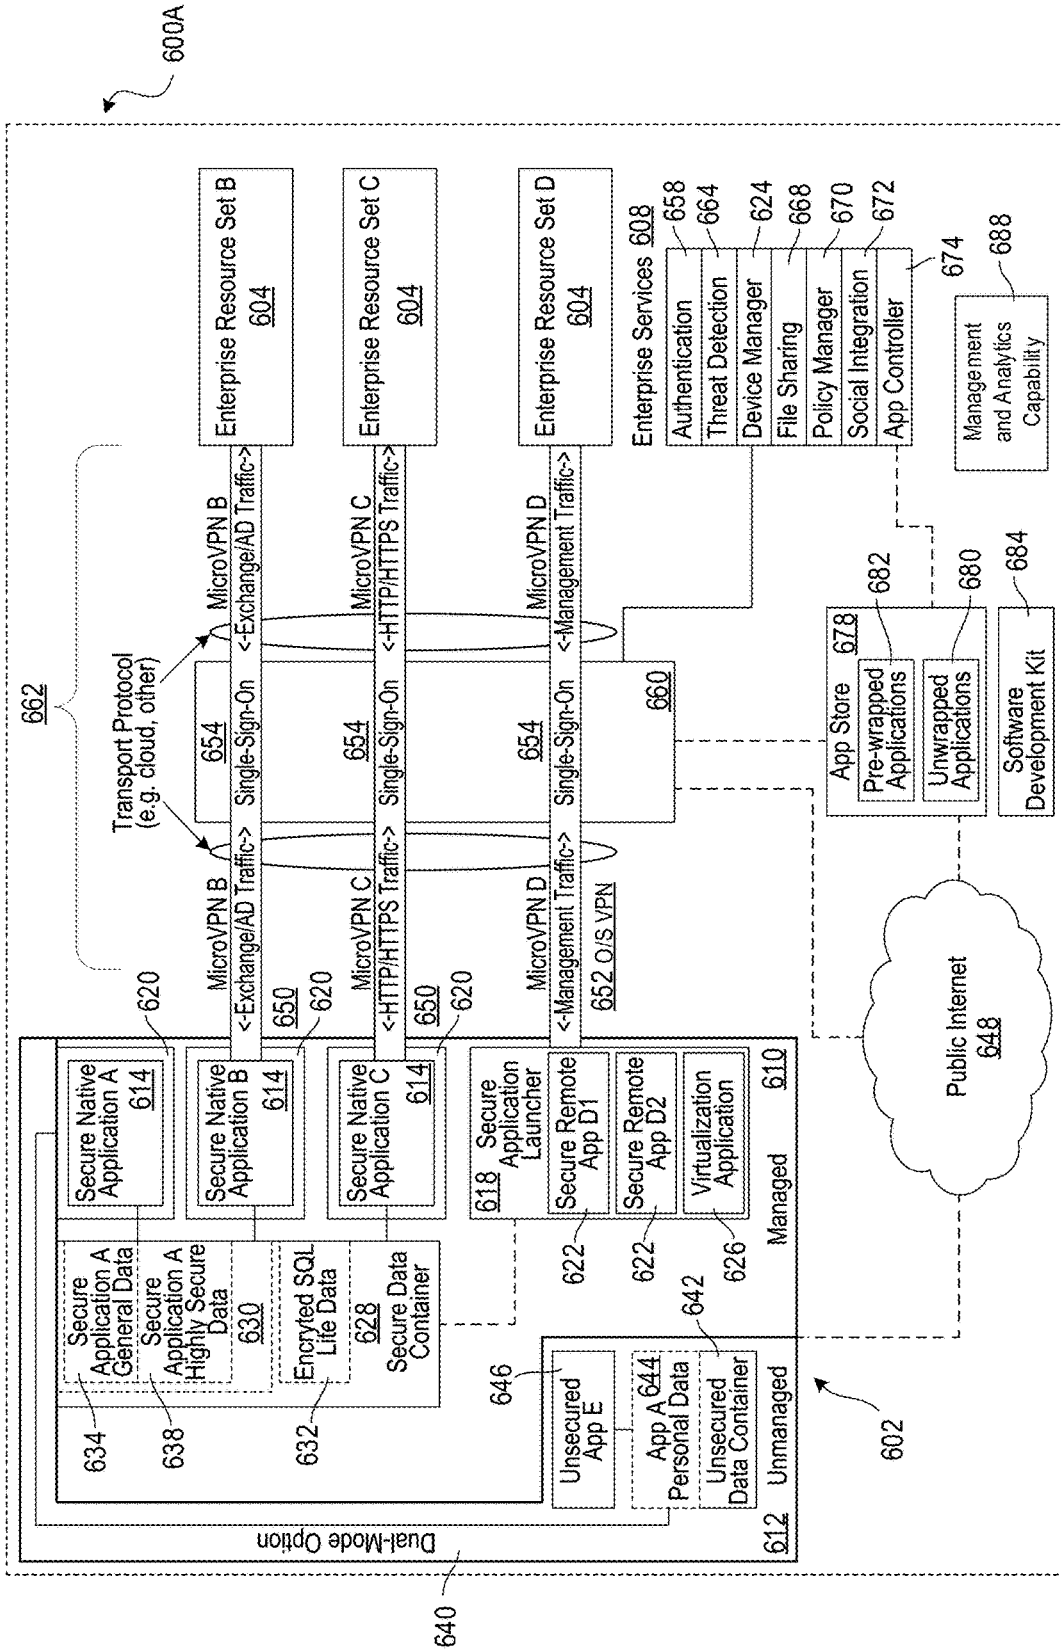 600A
662
Transport Protocol
(e.g. cloud, other)
640
Dual-Mode Option
612
Unmanaged
602
634
638
632
Secure
Application A
General Data
Secure
Application A
Highly Secure
Data
630
Encryted SQL
Life Data
628
Secure Data
Container
646
Unsecured
App E
App A
644
Personal Data
642
Unsecured
Data Container
620
Secure Native
Application A
614
Secure Native
Application B
614
620
650
Secure Native
Application C
614
620
650
618
Secure
Application
Launcher
Secure Remote
App D1
Secure Remote
App D2
Virtualization
Application
622
622
626
Managed
610
MicroVPN B
<-Exchange/AD Traffic->
654
Single-Sign-On
MicroVPN B
<-Exchange/AD Traffic->
Enterprise Resource Set B
604
MicroVPN C
<-HTTP/HTTPS Traffic->
654
Single-Sign-On
MicroVPN C
<-HTTP/HTTPS Traffic->
Enterprise Resource Set C
604
MicroVPN D
<-Management Traffic->
652 O/S VPN
654
Single-Sign-On
MicroVPN D
<-Management Traffic->
Enterprise Resource Set D
604
660
Enterprise Services 608
Authentication
658
Threat Detection
664
Device Manager
624
File Sharing
668
Policy Manager
670
Social Integration
672
App Controller
674
Public Internet
648
App Store
678
Pre-wrapped
Applications
682
Unwrapped
Applications
680
Software
Development Kit
684
Management
and Analytics
Capability
688